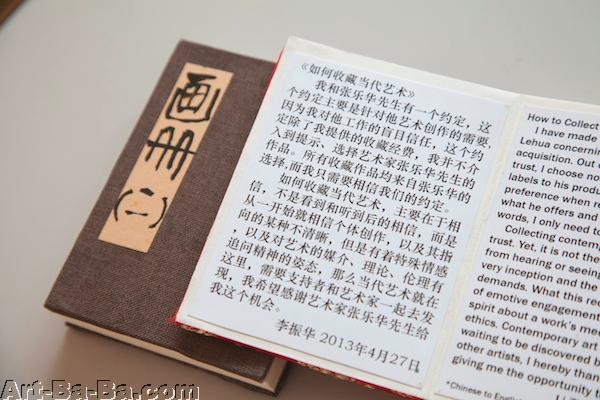 画册(一)
《如何收藏当代艺术》
我和张乐华先生有一个约定，这
个约定主要是针对他艺术创作的需要，
因为我对他工作的盲目信任，这个约
定除了我提供的收藏经费，我并不介
入到提示、选择艺术家张乐华先生的
作品。所有收藏作品均来自张乐华的
选择，而我只需要相信我们的约定。
如何收藏当代艺术，主要在于相
信，不是看到和听到后的相信，而是
从一开始就相信个体创作，以及其指
向的某种不清晰，但是有着特殊情感
，以及对艺术的媒介、理论、伦理有
追问精神的姿态，那么当代艺术就在
这里，需要支持者和艺术家一起去发
现，我希望感谢艺术家张乐华先生给
我这个机会。
李振华 2013年4月27日
How to Collect
I have made
Lehua concerning
acquisition. Out
trust, I choose not
labels to his produ
preference when re
what he offers and
words, I only need to
Collecting contemp
trust. Yet, it is not the
from hearing or seeing
very inception and the
demands. What this rec
of emotive engagement
spirit about a work's me
ethics. Contemporary art
waiting to be discovered b
other artists, I hereby than
giving me the opportunity t
*Chinese to English
Art-Ba-Ba.com